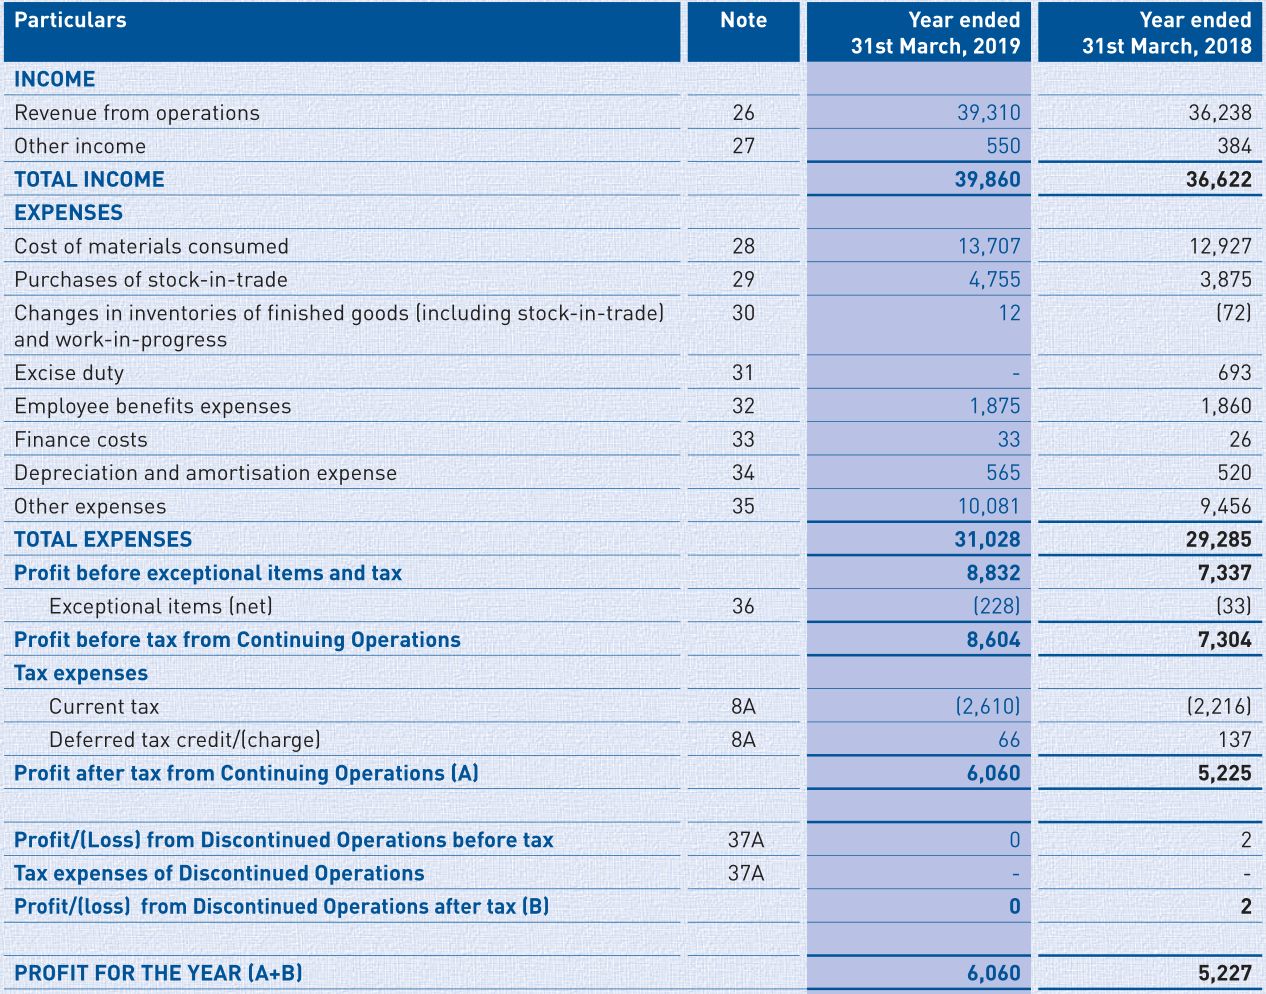 Particulars Note Year ended 31st March, 2019 Year ended 31st March, 2018
INCOME
Revenue from operations 26 39,310 36,238
Other income 27 550 384
TOTAL INCOME 39,860 36,622
EXPENSES
Cost of materials consumed 28 13,707 12,927
Purchases of stock-in-trade 29 4,755 3,875
Changes in inventories of finished goods (including stock-in-trade) 30 12 (72)
and work-in-progress
Excise duty 31 - 693
Employee benefits expenses 32 1,875 1,860
Finance costs 33 33 26
Depreciation and amortisation expense 34 565 520
Other expenses 35 10,081 9,456
TOTAL EXPENSES 31,028 29,285
Profit before exceptional items and tax 8,832 7,337
Exceptional items (net) 36 (228) (33)
Profit before tax from Continuing Operations 8,604 7,304
Tax expenses
Current tax 8A (2,610) (2,216)
Deferred tax credit/(charge) 8A 66 137
Profit after tax from Continuing Operations (A) 6,060 5,225
Profit/(Loss) from Discontinued Operations before tax 37A 0 2
Tax expenses of Discontinued Operations 37A - -
Profit/(loss) from Discontinued Operations after tax (B) 0 2
PROFIT FOR THE YEAR (A+B) 6,060 5,227